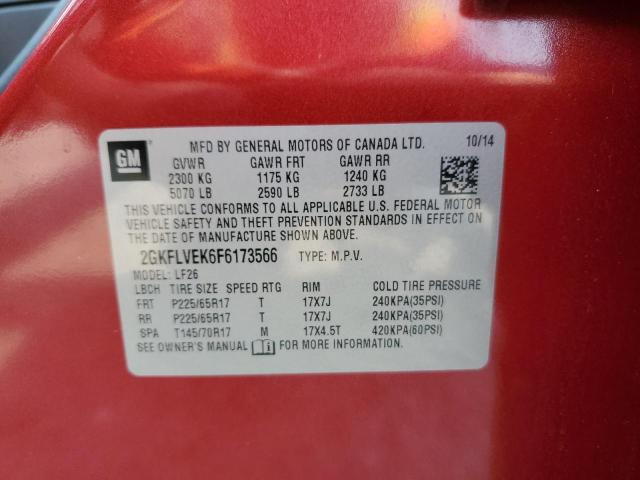 GM
MFD BY GENERAL MOTORS OF CANADA LTD. 10/14
GVWR GAWR FRT GAWR RR
2300 KG 1175 KG 1240 KG
5070 LB 2590 LB 2733 LB
THIS VEHICLE CONFORMS TO ALL APPLICABLE U.S. FEDERAL MOTOR
VEHICLE SAFETY AND THEFT PREVENTION STANDARDS IN EFFECT ON
THE DATE OF MANUFACTURE SHOWN ABOVE.
2GKFLVEK6F6173566 TYPE: M.P.V.
MODEL: LF26
LBCH TIRE SIZE SPEED RTG RIM COLD TIRE PRESSURE
FRT P225/65R17 T 17X7J 240KPA(35PSI)
RR P225/65R17 T 17X7J 240KPA(35PSI)
SPA T145/70R17 M 17X4.5T 420KPA(60PSI)
SEE OWNER'S MANUAL FOR MORE INFORMATION.